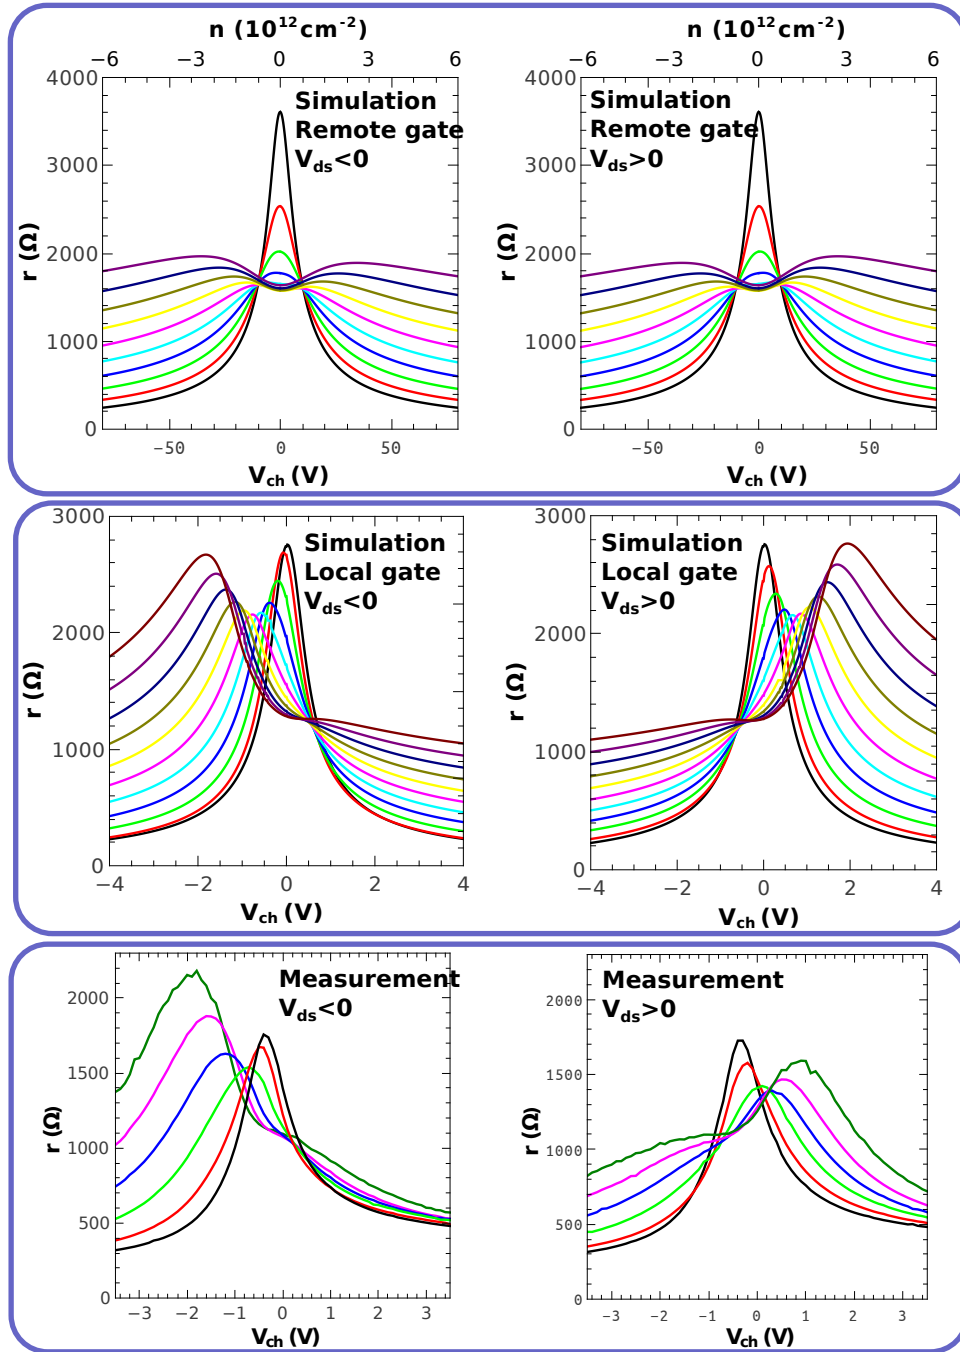 n (10¹²cm⁻²)
−6 −3 0 3 6
4000
3000
2000
1000
0
r (Ω)
Simulation
Remote gate
V_ds<0
−50 0 50
V_ch (V)
n (10¹²cm⁻²)
−6 −3 0 3 6
4000
3000
2000
1000
0
r (Ω)
Simulation
Remote gate
V_ds>0
−50 0 50
V_ch (V)
3000
2000
1000
0
r (Ω)
Simulation
Local gate
V_ds<0
−4 −2 0 2 4
V_ch (V)
3000
2000
1000
0
r (Ω)
Simulation
Local gate
V_ds>0
−4 −2 0 2 4
V_ch (V)
2000
1500
1000
500
0
r (Ω)
Measurement
V_ds<0
−3 −2 −1 0 1 2 3
V_ch (V)
2000
1500
1000
500
0
r (Ω)
Measurement
V_ds>0
−3 −2 −1 0 1 2 3
V_ch (V)